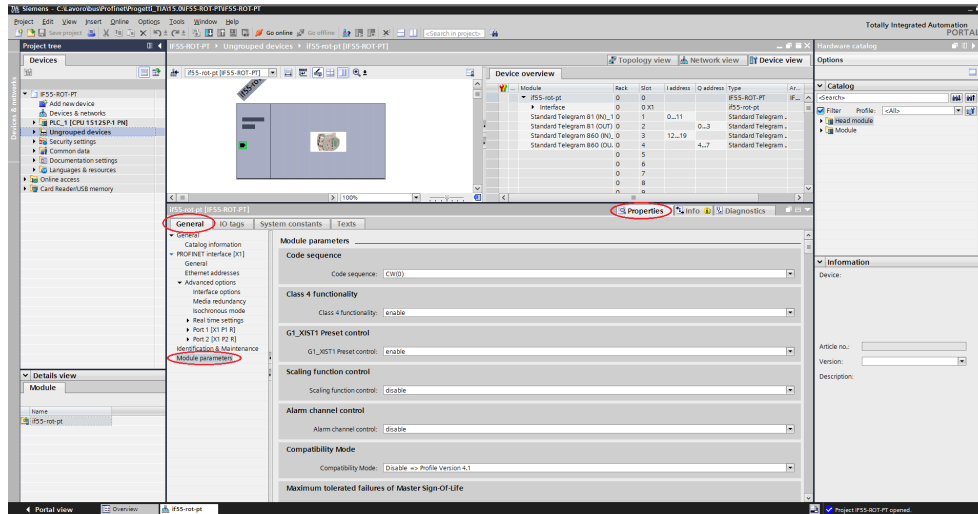 Siemens - C:\Lavoro\bus\Profinet\Progetti_TIA\15.0\IF55-ROT-PT\IF55-ROT-PT
Project Edit View Insert Online Options Tools Window Help
Totally Integrated Automation
PORTAL
Save project Go online Go offline <Search in project>
Project tree
IF55-ROT-PT Ungrouped devices if55-rot-pt [IF55-ROT-PT]
Hardware catalog
Devices
Topology view Network view Device view
Options
if55-rot-pt [IF55-ROT-PT]
Device overview
Devices & Networks
IF55-ROT-PT
Add new device
Devices & networks
PLC_1 [CPU 1512SP-1 PN]
Ungrouped devices
Security settings
Common data
Documentation settings
Languages & resources
Online access
Card Reader/USB memory
if55-ro
... Module Rack Slot I address Q address Type Ar...
if55-rot-pt 0 0 IF55-ROT-PT IF...
Interface 0 0 X1 if55-rot-pt
Standard Telegram 81 (IN)_1 0 1 0...11 Standard Telegram .
Standard Telegram 81 (OUT) 0 2 0...3 Standard Telegram .
Standard Telegram 860 (IN)_ 0 3 12...19 Standard Telegram .
Standard Telegram 860 (OU. 0 4 4...7 Standard Telegram .
0 5
0 6
0 7
0 8
0 9
100%
Catalog
<Search>
Filter Profile: <All>
Head module
Module
if55-rot-pt [IF55-ROT-PT]
Properties Info Diagnostics
General IO tags System constants Texts
General
Catalog information
PROFINET interface [X1]
General
Ethernet addresses
Advanced options
Interface options
Media redundancy
Isochronous mode
Real time settings
Port 1 [X1 P1 R]
Port 2 [X1 P2 R]
Identification & Maintenance
Module parameters
Module parameters
Code sequence
Code sequence: CW(0)
Class 4 functionality
Class 4 functionality: enable
G1_XIST1 Preset control
G1_XIST1 Preset control: enable
Scaling function control
Scaling function control: disable
Alarm channel control
Alarm channel control: disable
Compatibility Mode
Compatibility Mode: Disable => Profile Version 4.1
Maximum tolerated failures of Master Sign-Of-Life
Information
Device:
Article no.:
Version:
Description:
Details view
Module
Name
if55-rot-pt
Portal view Overview if55-rot-pt
Project IF55-ROT-PT opened.